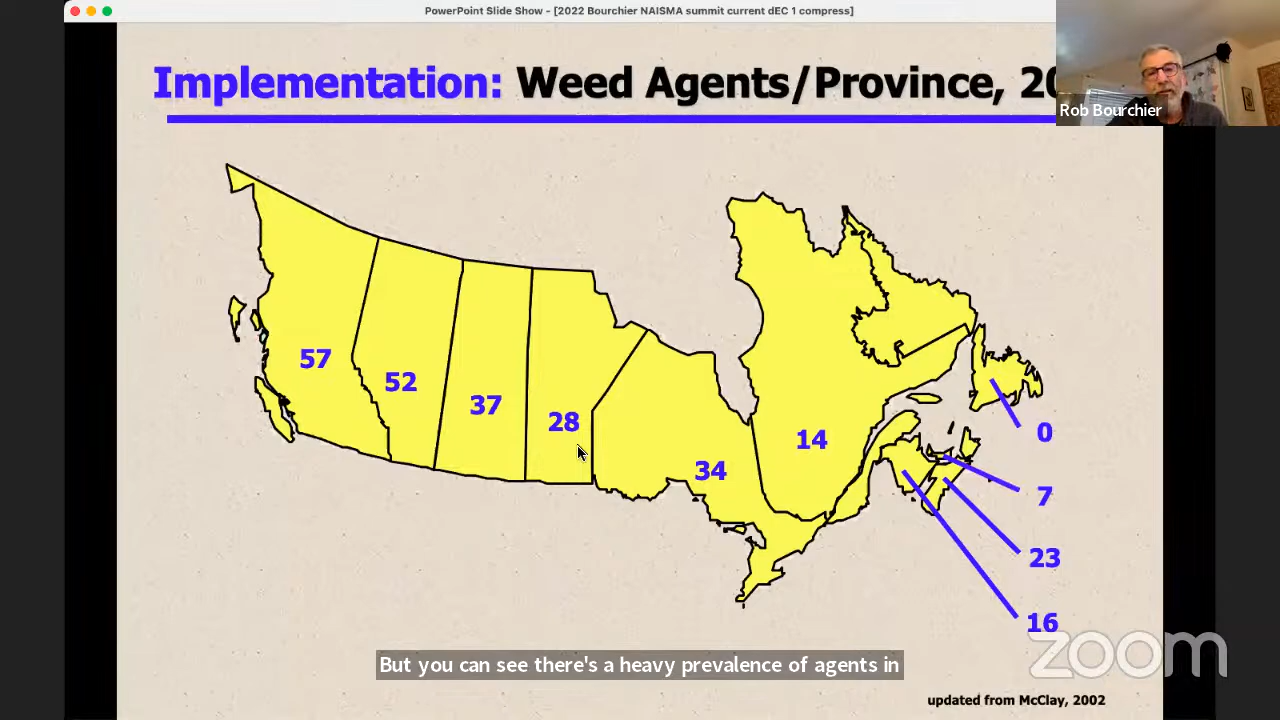 PowerPoint Slide Show - [2022 Bourchier NAISMA summit current dEC 1 compress]
Implementation: Weed Agents/Province, 20
Rob Bourchier
57
52
37
28
34
14
0
7
23
16
zoom
But you can see there's a heavy prevalence of agents in
updated from McClay, 2002